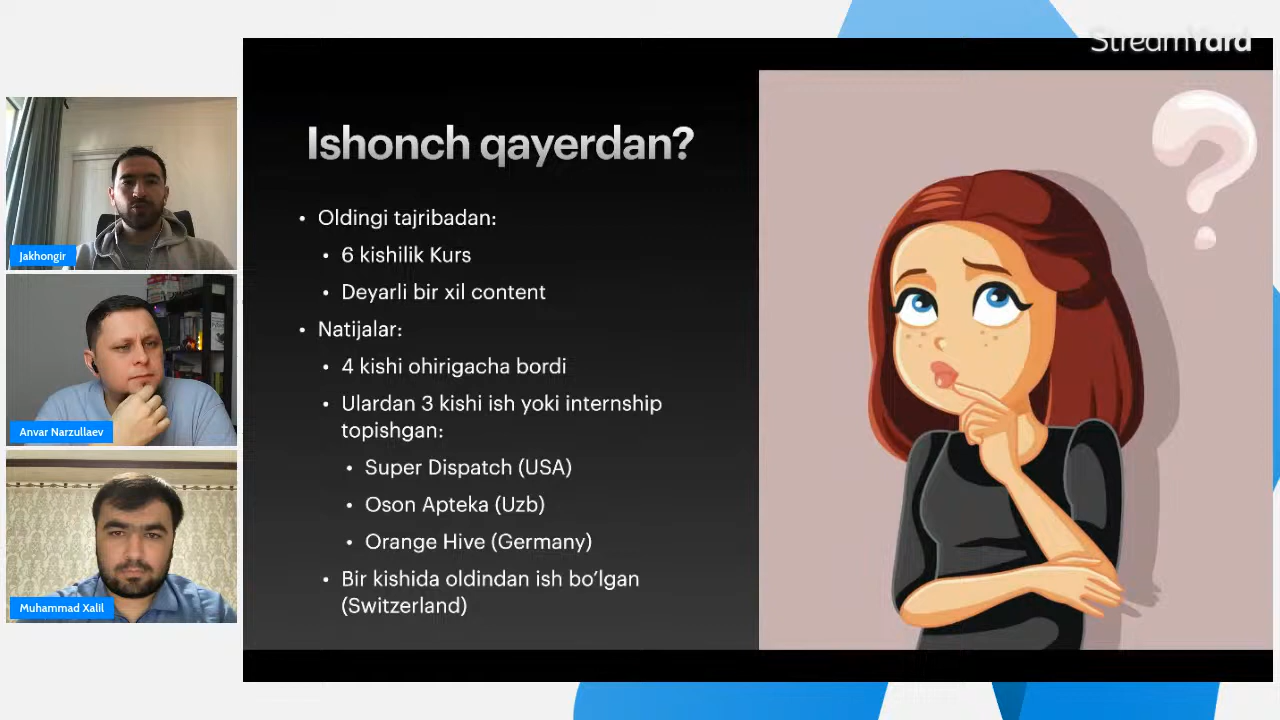 StreamYard
Ishonch qayerdan?
• Oldingi tajribadan:
• 6 kishilik Kurs
• Deyarli bir xil content
• Natijalar:
• 4 kishi ohirigacha bordi
• Ulardan 3 kishi ish yoki internship
topishgan:
• Super Dispatch (USA)
• Oson Apteka (Uzb)
• Orange Hive (Germany)
• Bir kishida oldindan ish bo’lgan
(Switzerland)
Jakhongir
Anvar Narzullaev
Muhammad Xalil